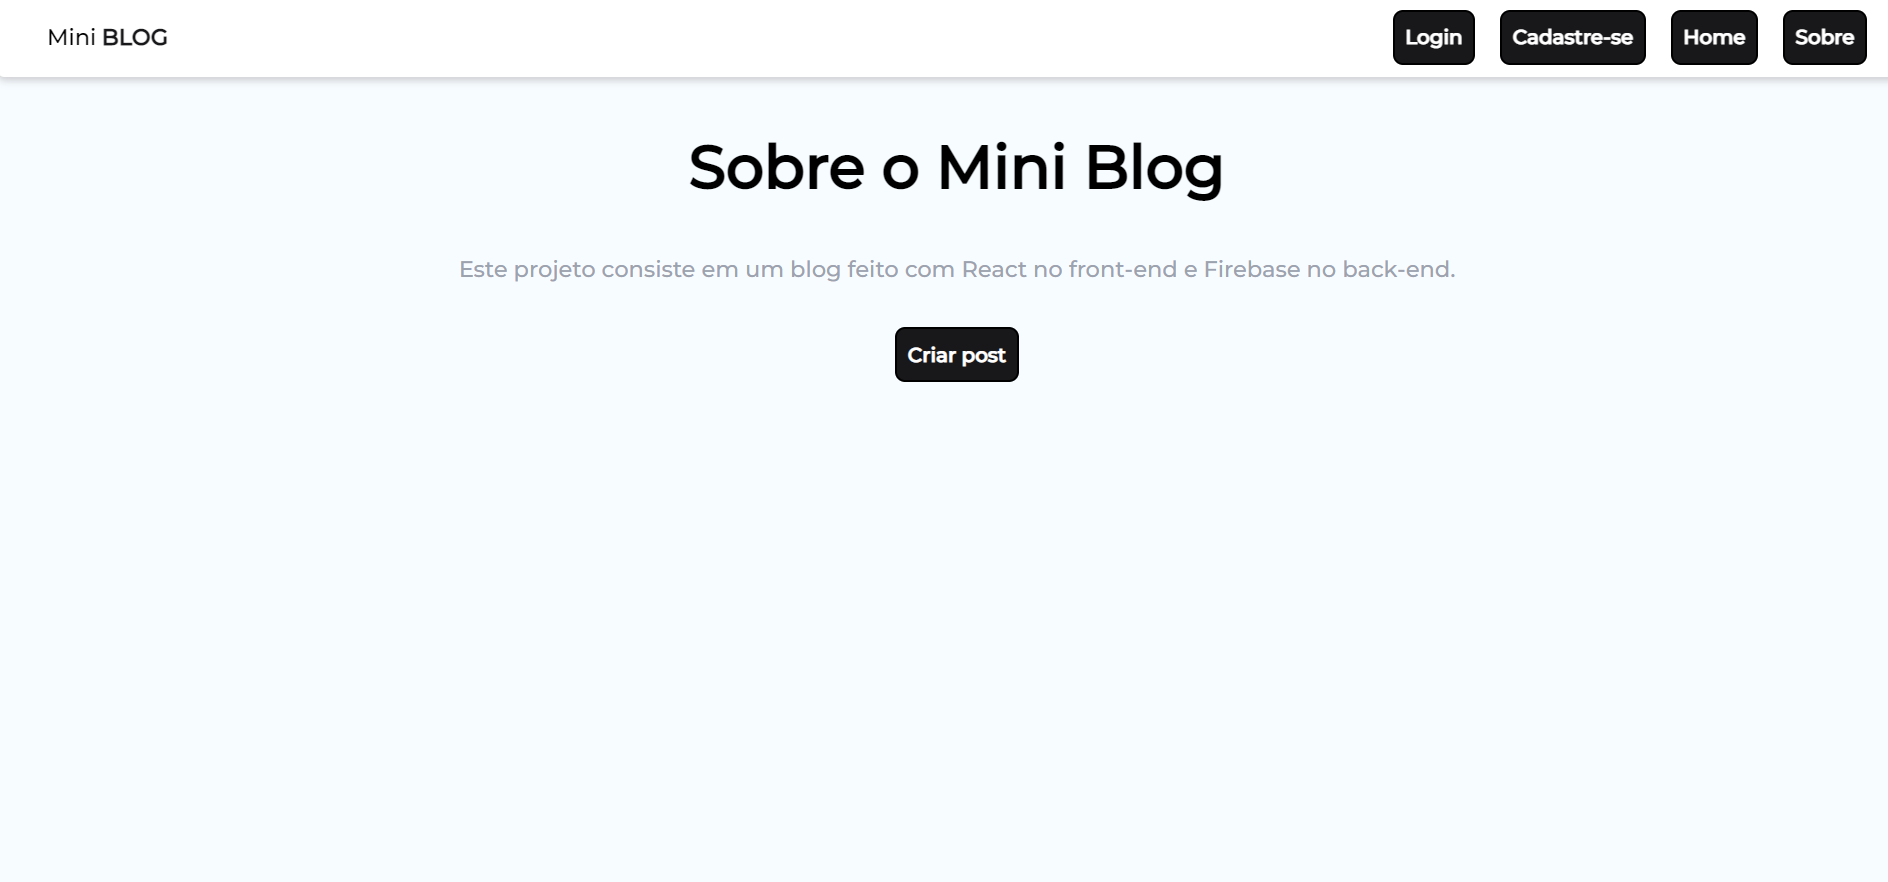 Mini BLOG
Login Cadastre-se Home Sobre
Sobre o Mini Blog
Este projeto consiste em um blog feito com React no front-end e Firebase no back-end.
Criar post